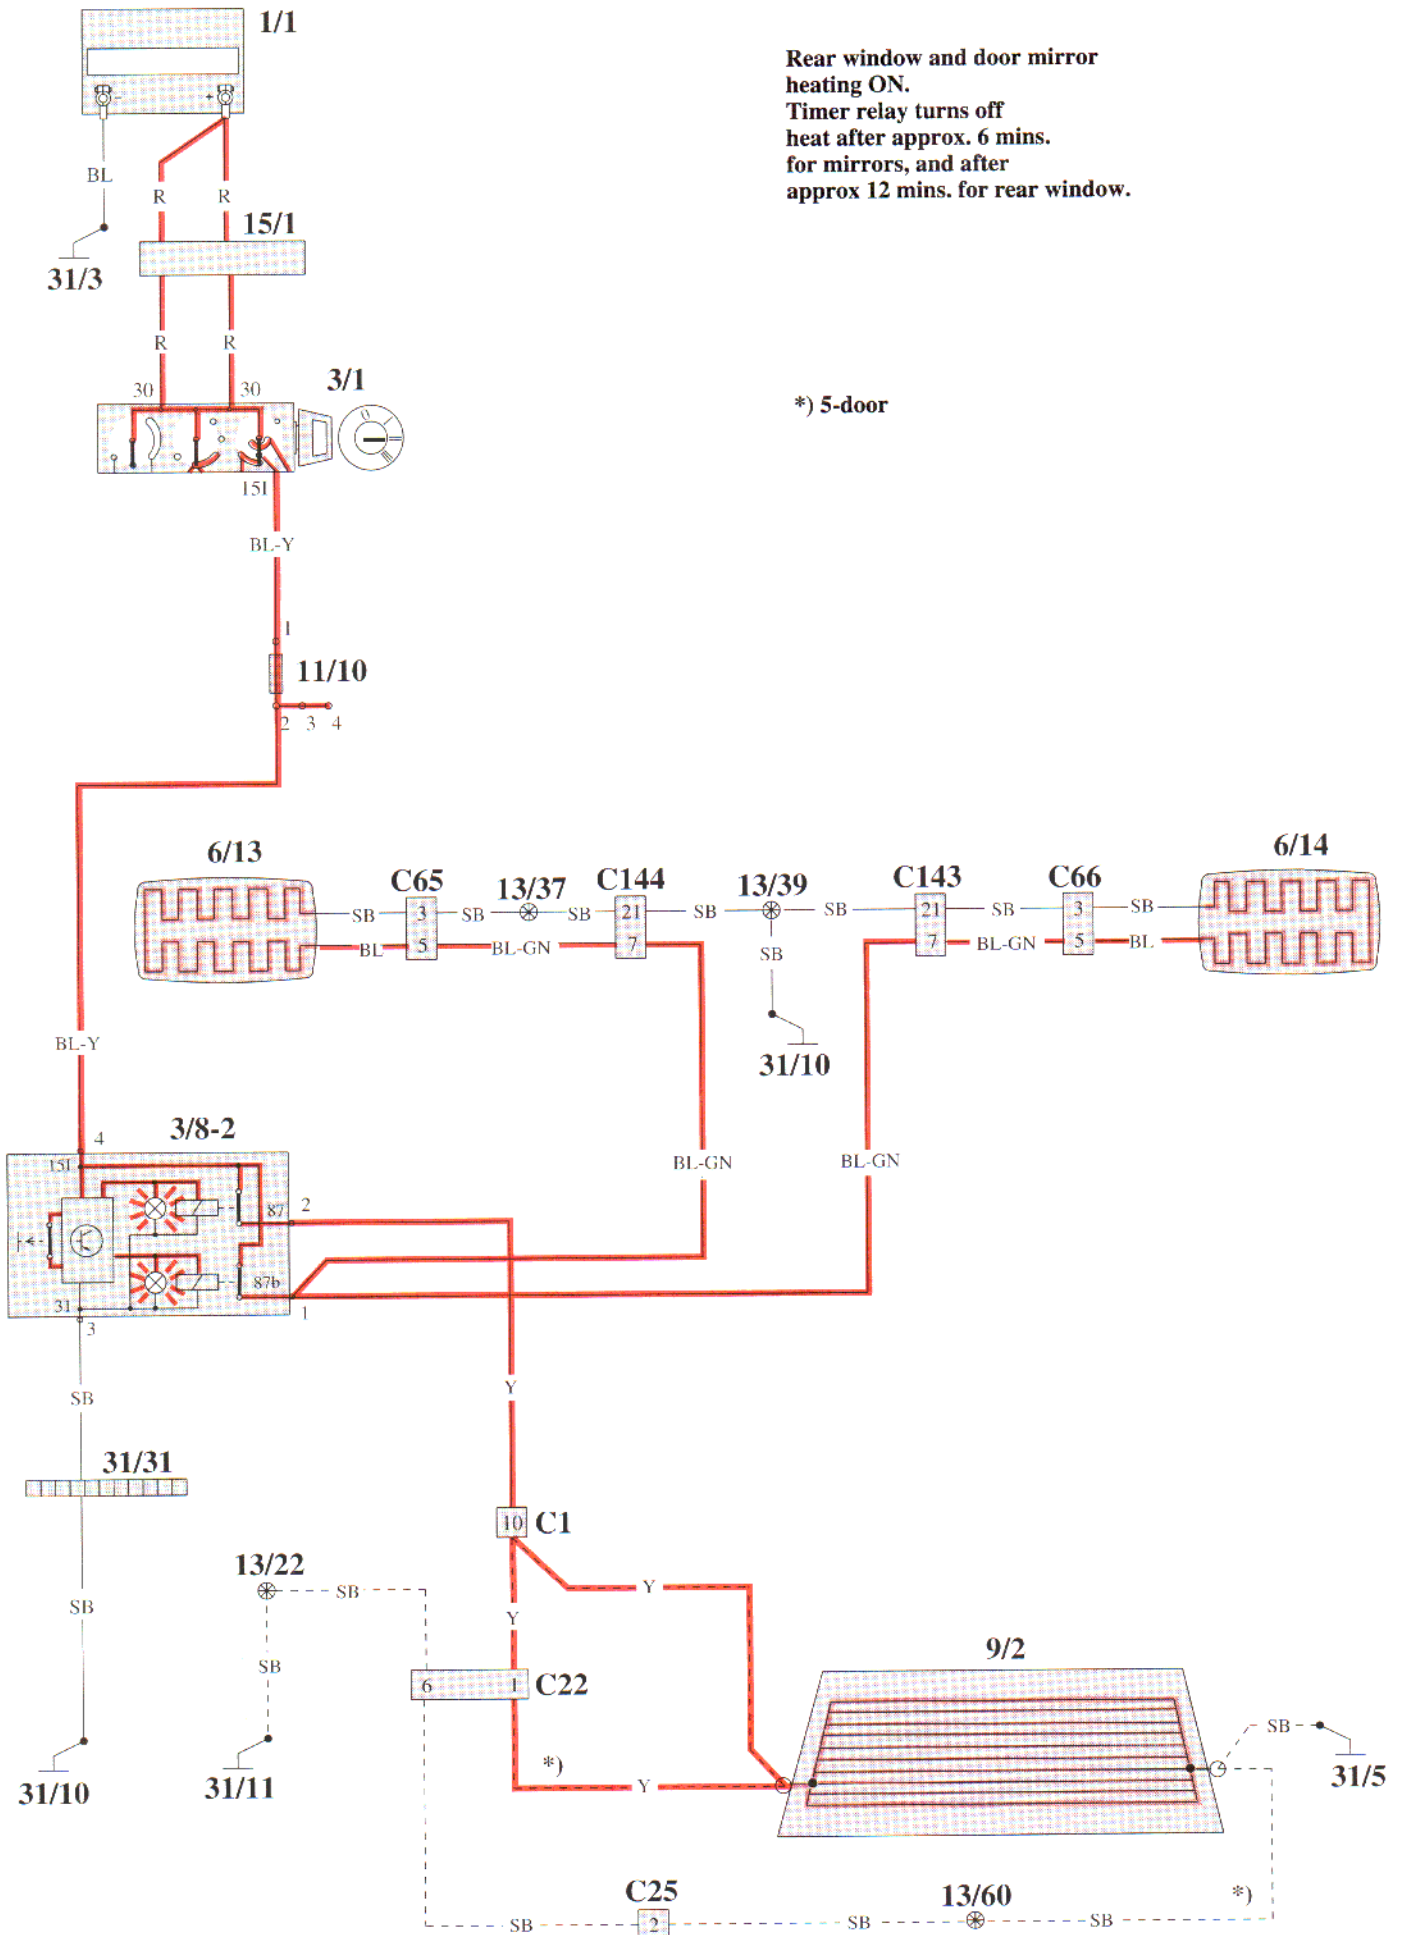 1/1
Rear window and door mirror
heating ON.
Timer relay turns off
heat after approx. 6 mins.
for mirrors, and after
approx 12 mins. for rear window.
- +
BL
R R
15/1
31/3
R R
30 30
3/1
0 I II III
*) 5-door
15I
BL-Y
1
11/10
2 3 4
6/13
6/14
C65 13/37 C144 13/39 C143 C66
SB 3 SB SB 21 SB SB 21 SB 3 SB
BL 5 BL-GN 7 7 BL-GN 5 BL
SB
31/10
BL-Y
3/8-2
4
15I
BL-GN BL-GN
87 2
87b
31 1
3
SB
Y
31/31
10 C1
13/22
SB
Y
SB
Y
SB
9/2
6 1 C22
SB
31/5
*)
Y
31/10
31/11
C25
13/60
*)
SB 2 SB SB